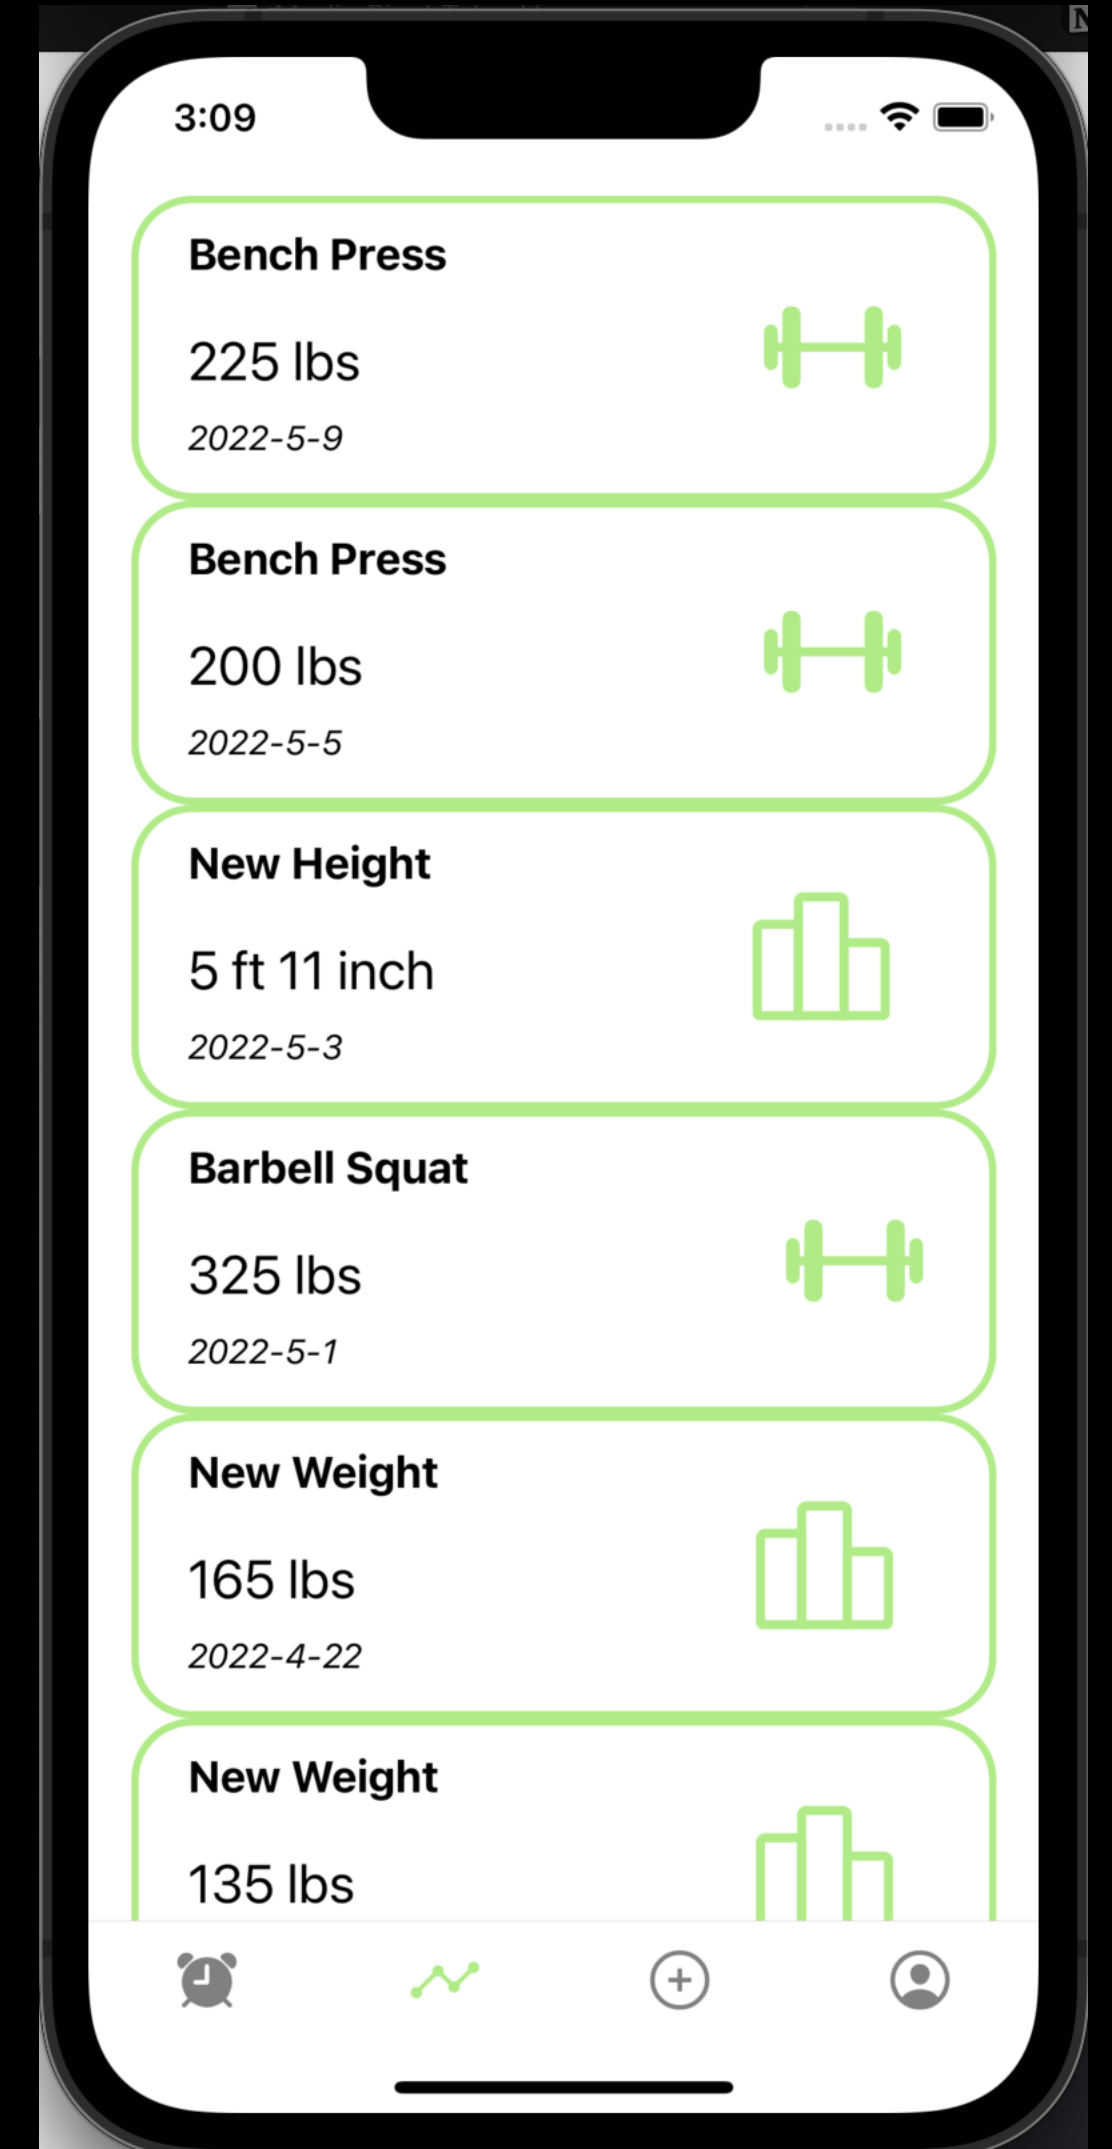 3:09
Bench Press
225 lbs
2022-5-9
Bench Press
200 lbs
2022-5-5
New Height
5 ft 11 inch
2022-5-3
Barbell Squat
325 lbs
2022-5-1
New Weight
165 lbs
2022-4-22
New Weight
135 lbs